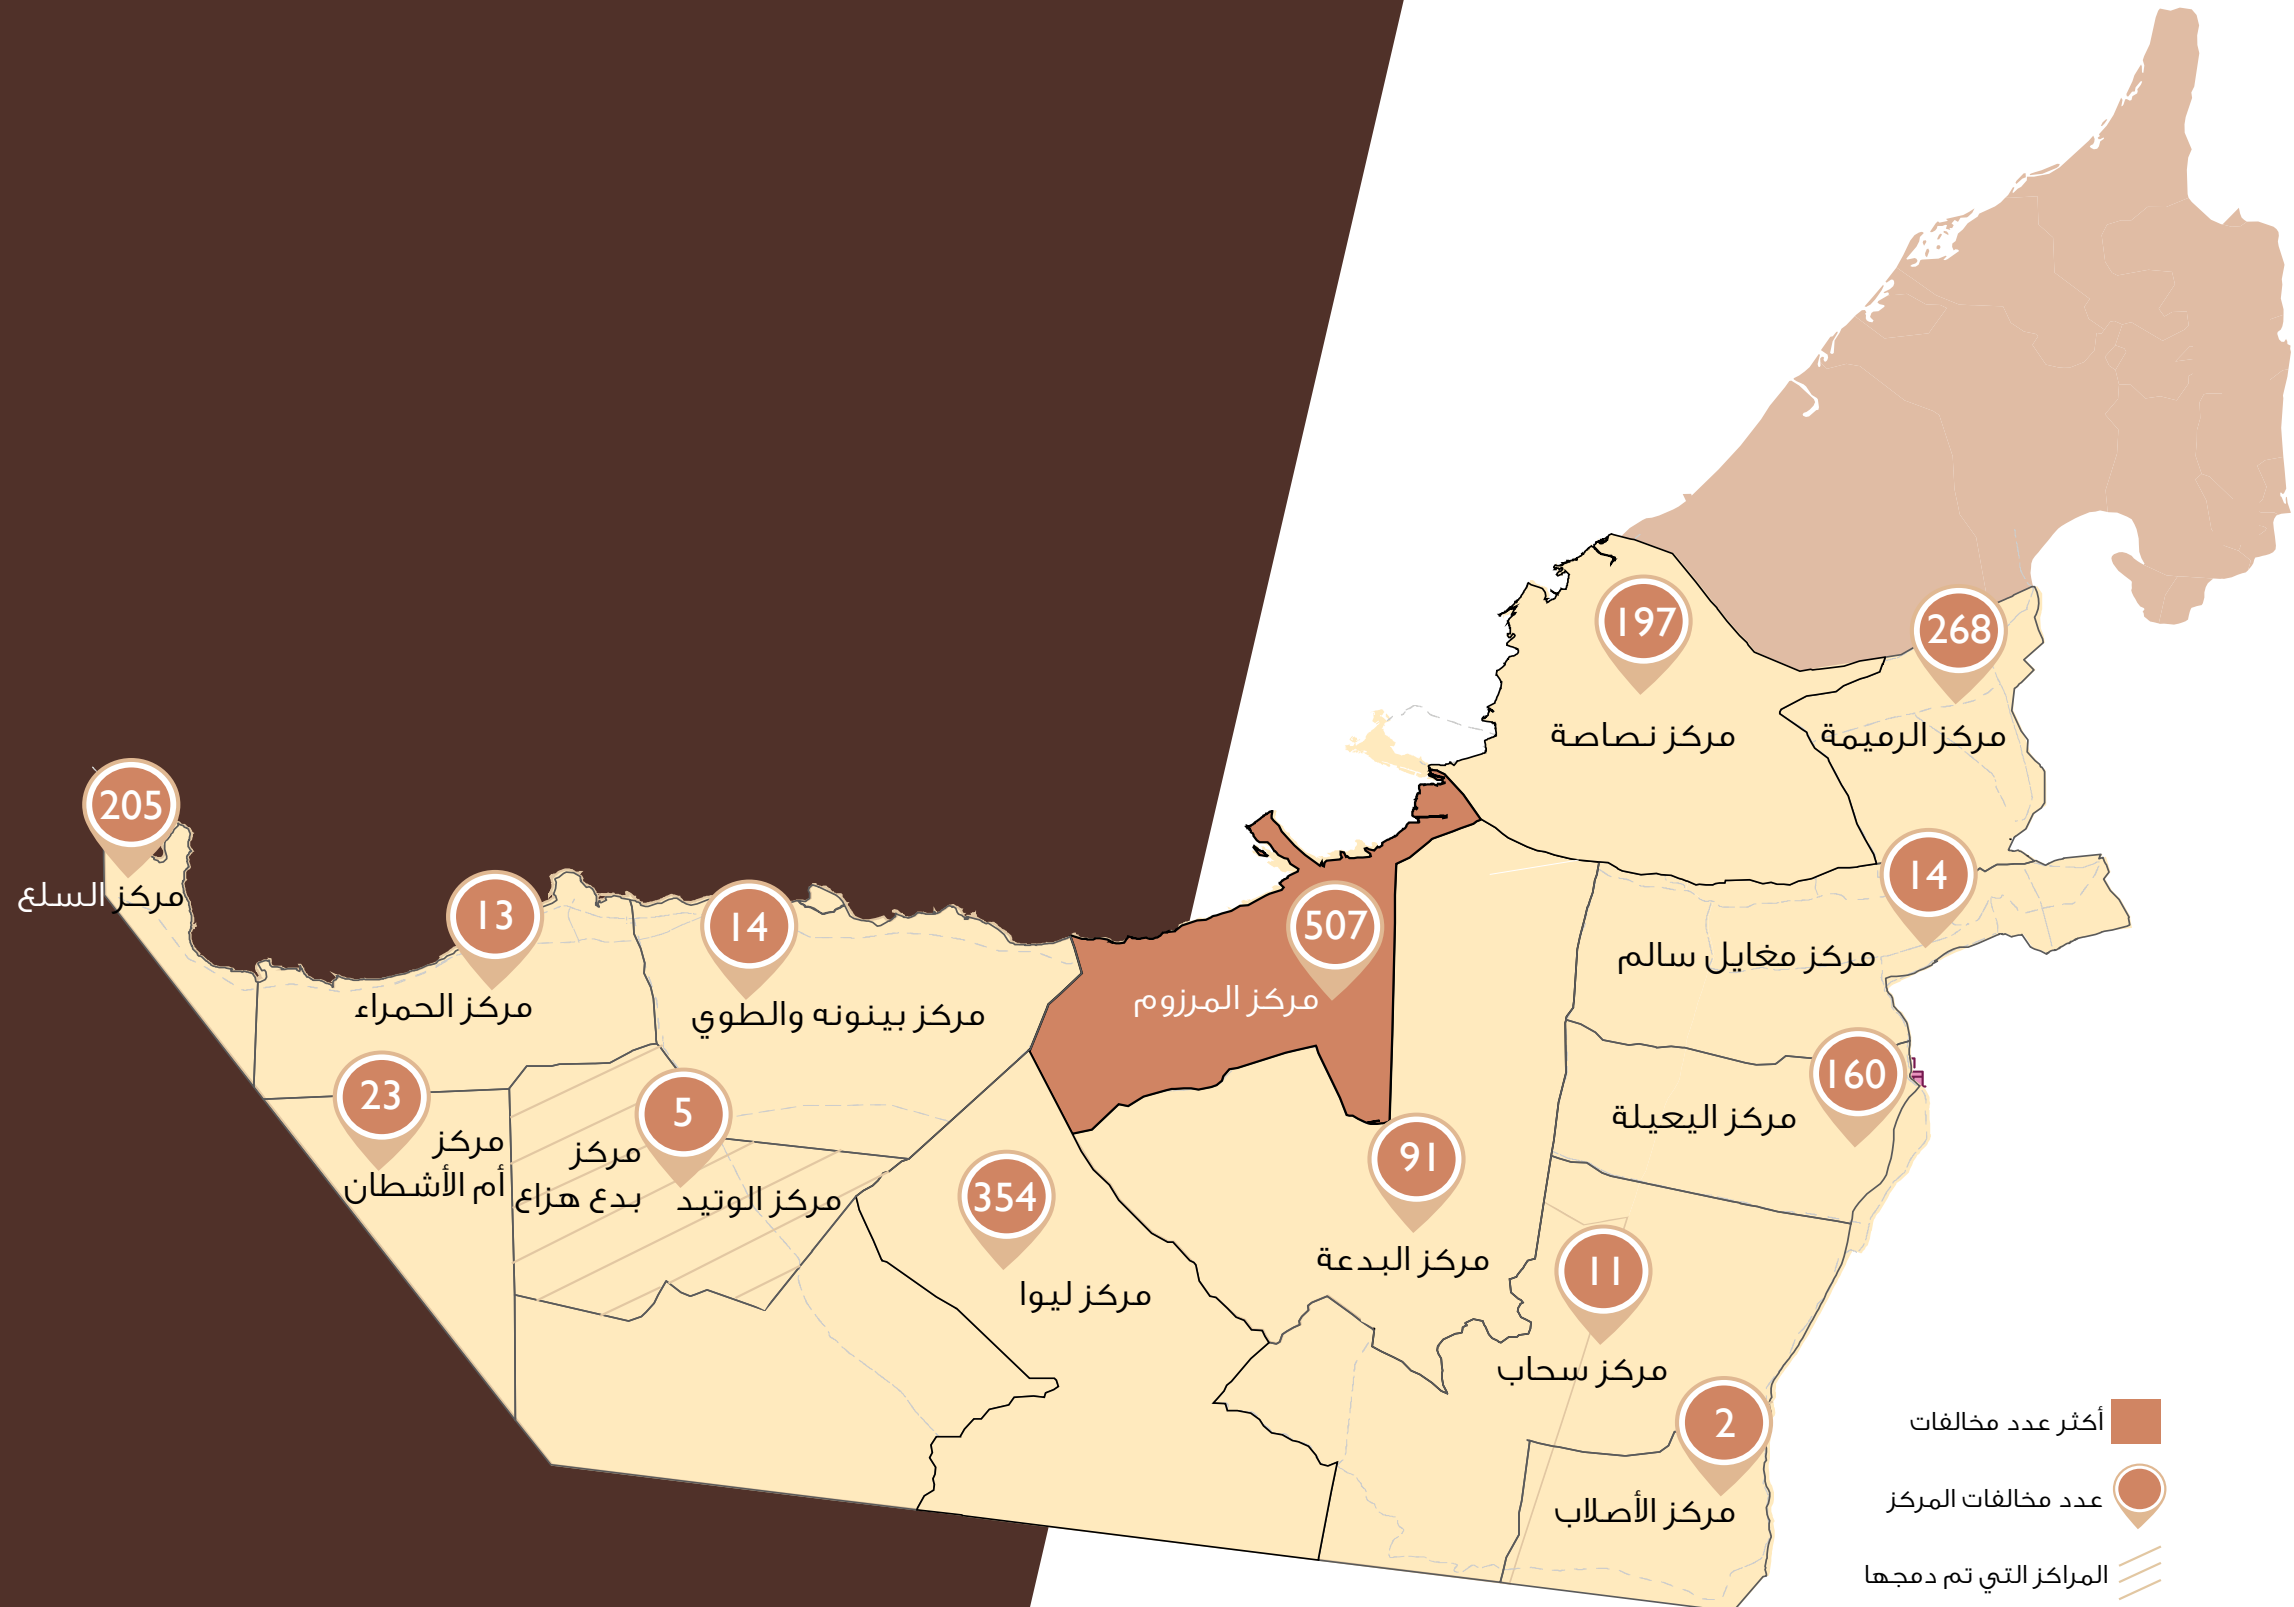 197
مركز نصاصة
268
مركز الرميمة
205
مركز السلع
13
مركز الحمراء
14
مركز بينونه والطوي
507
مركز المرزوم
14
مركز مغايل سالم
160
مركز اليعيلة
23
مركز
أم الأشطان
5
مركز
بدع هزاع
مركز الوتيد
354
مركز ليوا
91
مركز البدعة
11
مركز سحاب
2
مركز الأصلاب
أكثر عدد مخالفات
عدد مخالفات المركز
المراكز التي تم دمجها